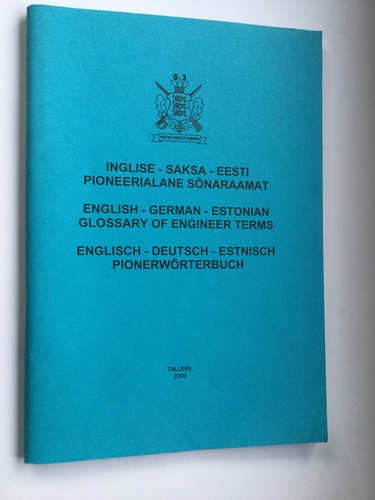 G 3
INGLISE - SAKSA - EESTI
PIONEERIALANE SÕNARAAMAT
ENGLISH - GERMAN - ESTONIAN
GLOSSARY OF ENGINEER TERMS
ENGLISCH - DEUTSCH - ESTNISCH
PIONERWÖRTERBUCH
TALLINN,
2000